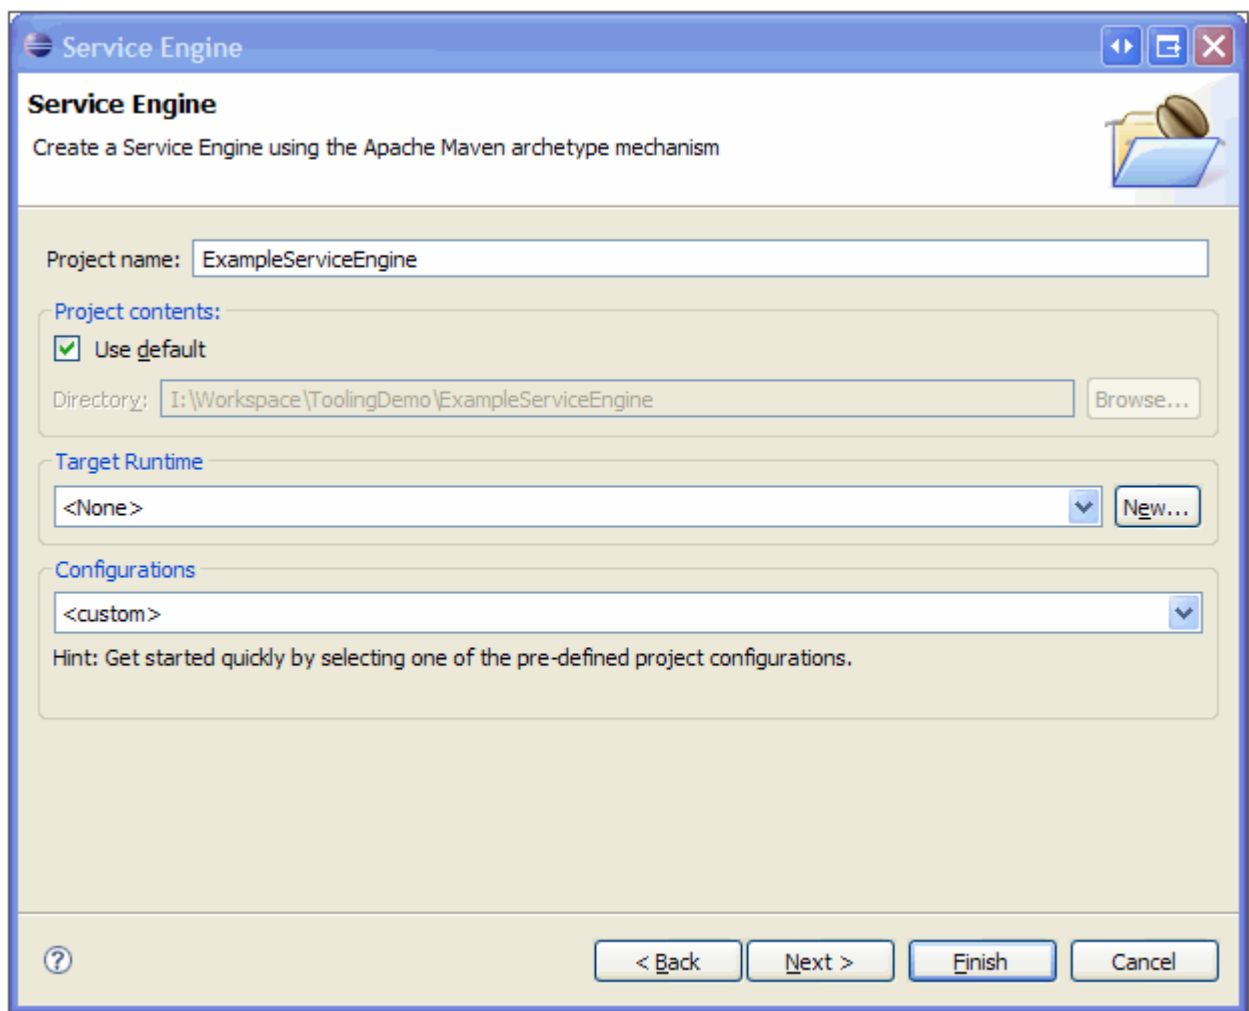 Service Engine
Service Engine
Create a Service Engine using the Apache Maven archetype mechanism
Project name: ExampleServiceEngine
Project contents:
Use default
Directory: I:\Workspace\ToolingDemo\ExampleServiceEngine Browse...
Target Runtime
<None> New...
Configurations
<custom>
Hint: Get started quickly by selecting one of the pre-defined project configurations.
? < Back Next > Finish Cancel